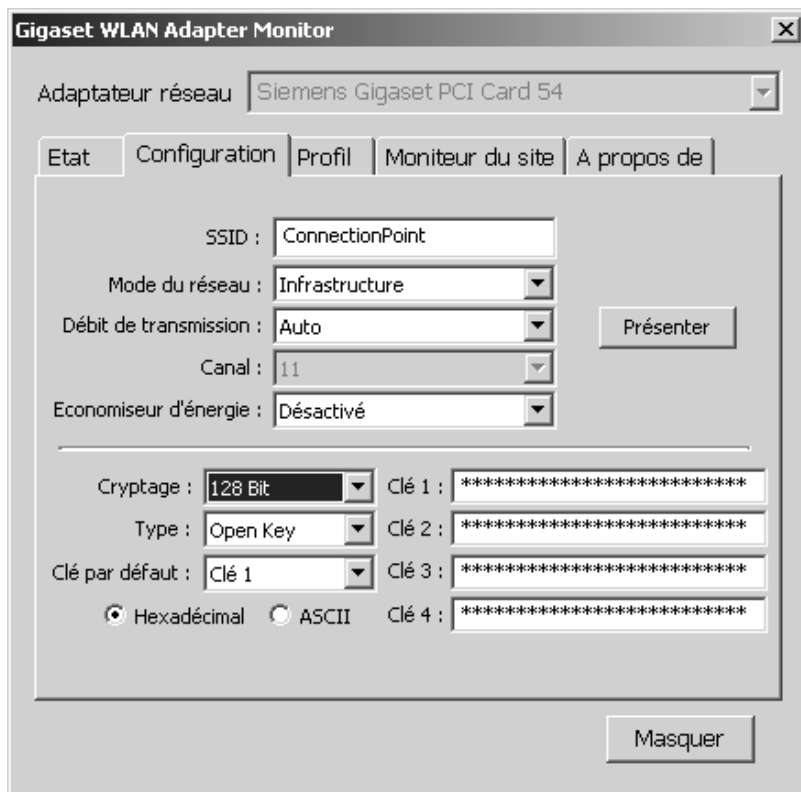 Gigaset WLAN Adapter Monitor
Adaptateur réseau Siemens Gigaset PCI Card 54
Etat Configuration Profil Moniteur du site A propos de
SSID : ConnectionPoint
Mode du réseau : Infrastructure
Débit de transmission : Auto Présenter
Canal : 11
Economiseur d'énergie : Désactivé
Cryptage : 128 Bit Clé 1 : **************************
Type : Open Key Clé 2 : **************************
Clé par défaut : Clé 1 Clé 3 : **************************
Hexadécimal ASCII Clé 4 : **************************
Masquer